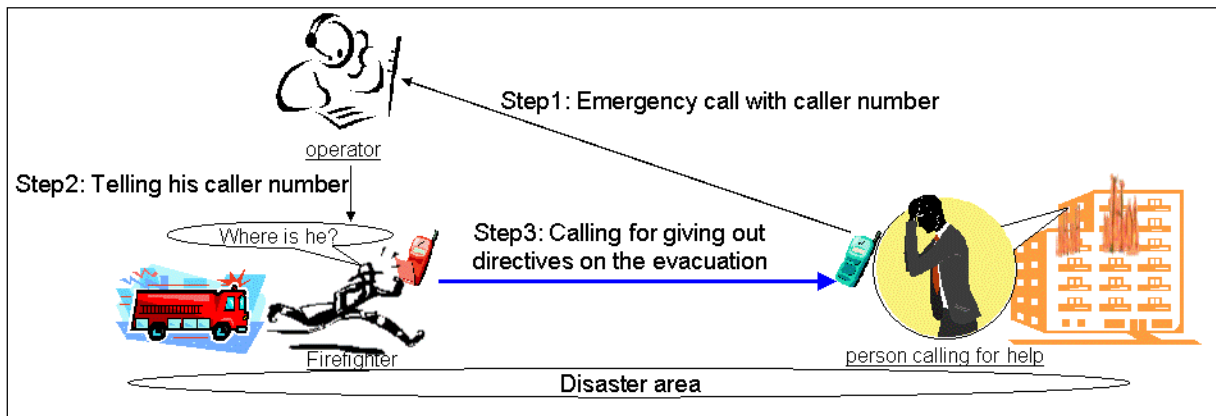 Step1: Emergency call with caller number
operator
Step2: Telling his caller number
Where is he?
Step3: Calling for giving out
directives on the evacuation
Firefighter
person calling for help
Disaster area